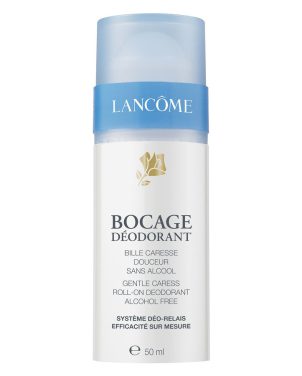 LANCÔME
BOCAGE
DÉODORANT
BILLE CARESSE
DOUCEUR
SANS ALCOOL
GENTLE CARESS
ROLL-ON DEODORANT
ALCOHOL FREE
SYSTÈME DÉO-RELAIS
EFFICACITÉ SUR MESURE
℮ 50 ml